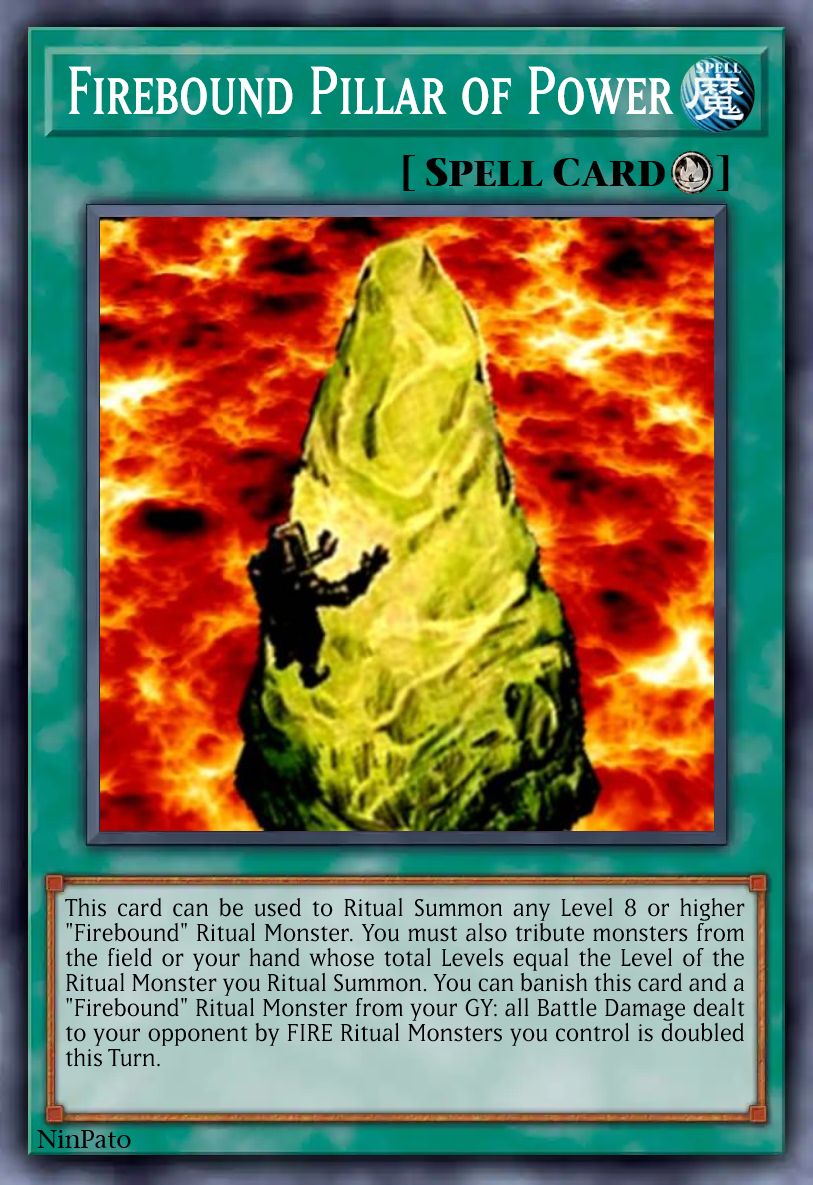 Firebound Pillar of Power
SPELL
魔
[ Spell Card ]
This card can be used to Ritual Summon any Level 8 or higher
"Firebound" Ritual Monster. You must also tribute monsters from
the field or your hand whose total Levels equal the Level of the
Ritual Monster you Ritual Summon. You can banish this card and a
"Firebound" Ritual Monster from your GY: all Battle Damage dealt
to your opponent by FIRE Ritual Monsters you control is doubled
this Turn.
NinPato